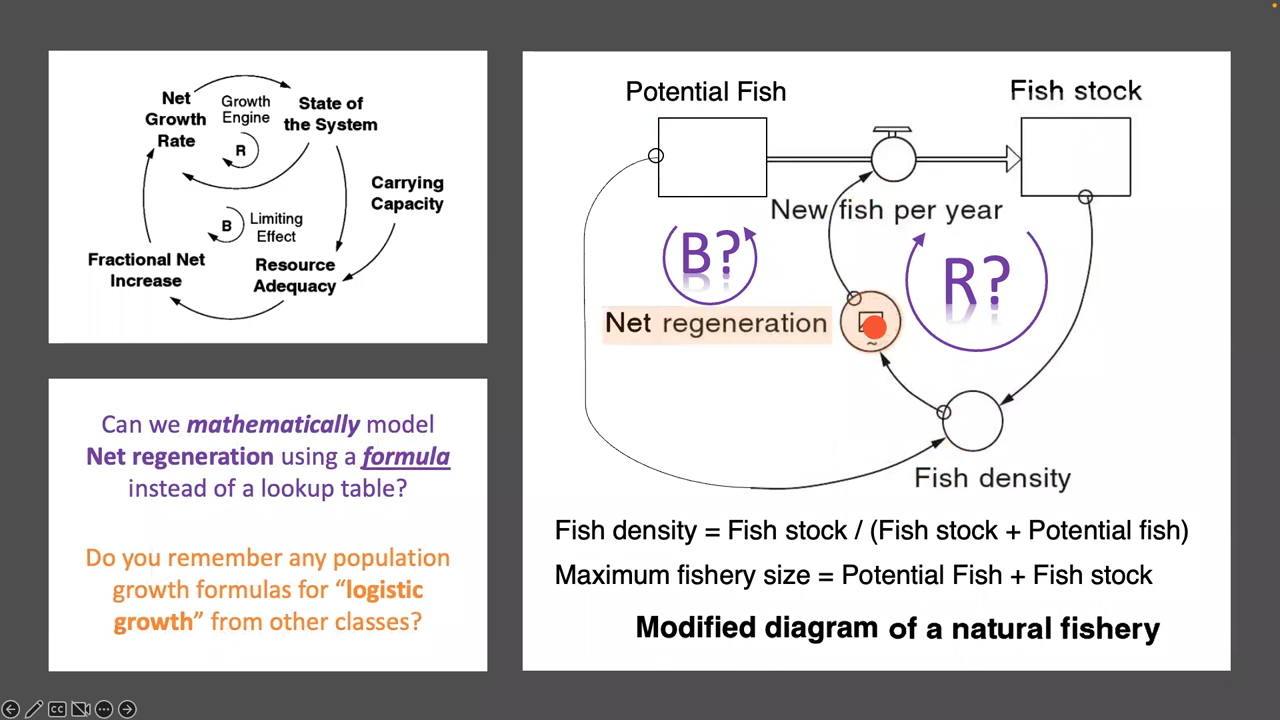 Net
Growth
Rate
Growth
Engine
R
State of
the System
Carrying
Capacity
B
Limiting
Effect
Fractional Net
Increase
Resource
Adequacy
Can we mathematically model
Net regeneration using a formula
instead of a lookup table?
Do you remember any population
growth formulas for “logistic
growth” from other classes?
Potential Fish
Fish stock
New fish per year
B?
R?
Net regeneration
~
Fish density
Fish density = Fish stock / (Fish stock + Potential fish)
Maximum fishery size = Potential Fish + Fish stock
Modified diagram of a natural fishery
CC